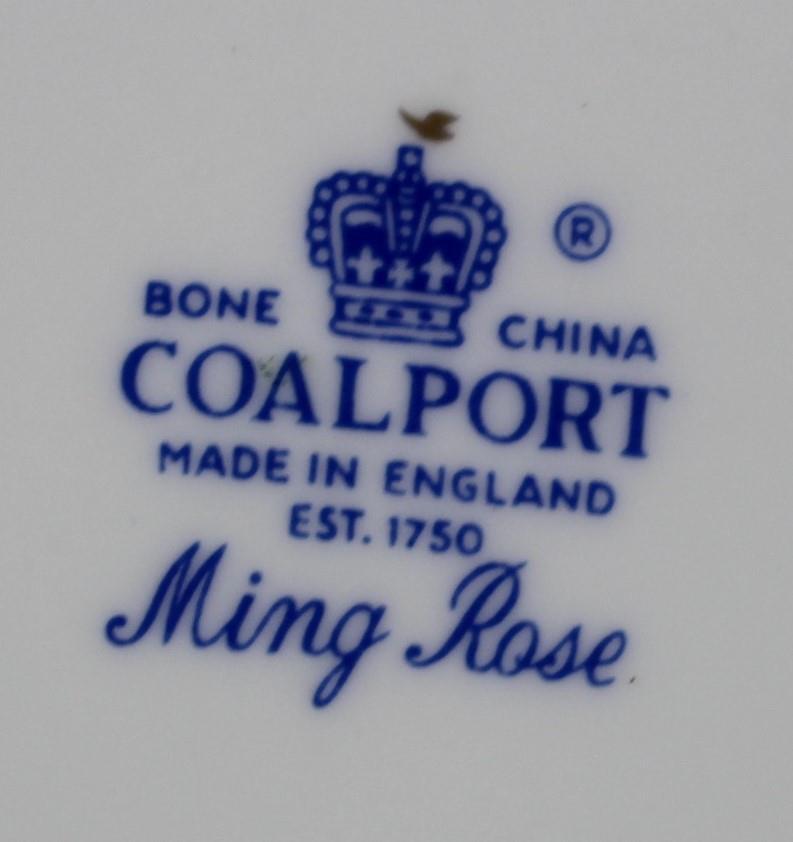 ®
BONE CHINA
COALPORT
MADE IN ENGLAND
EST. 1750
Ming Rose